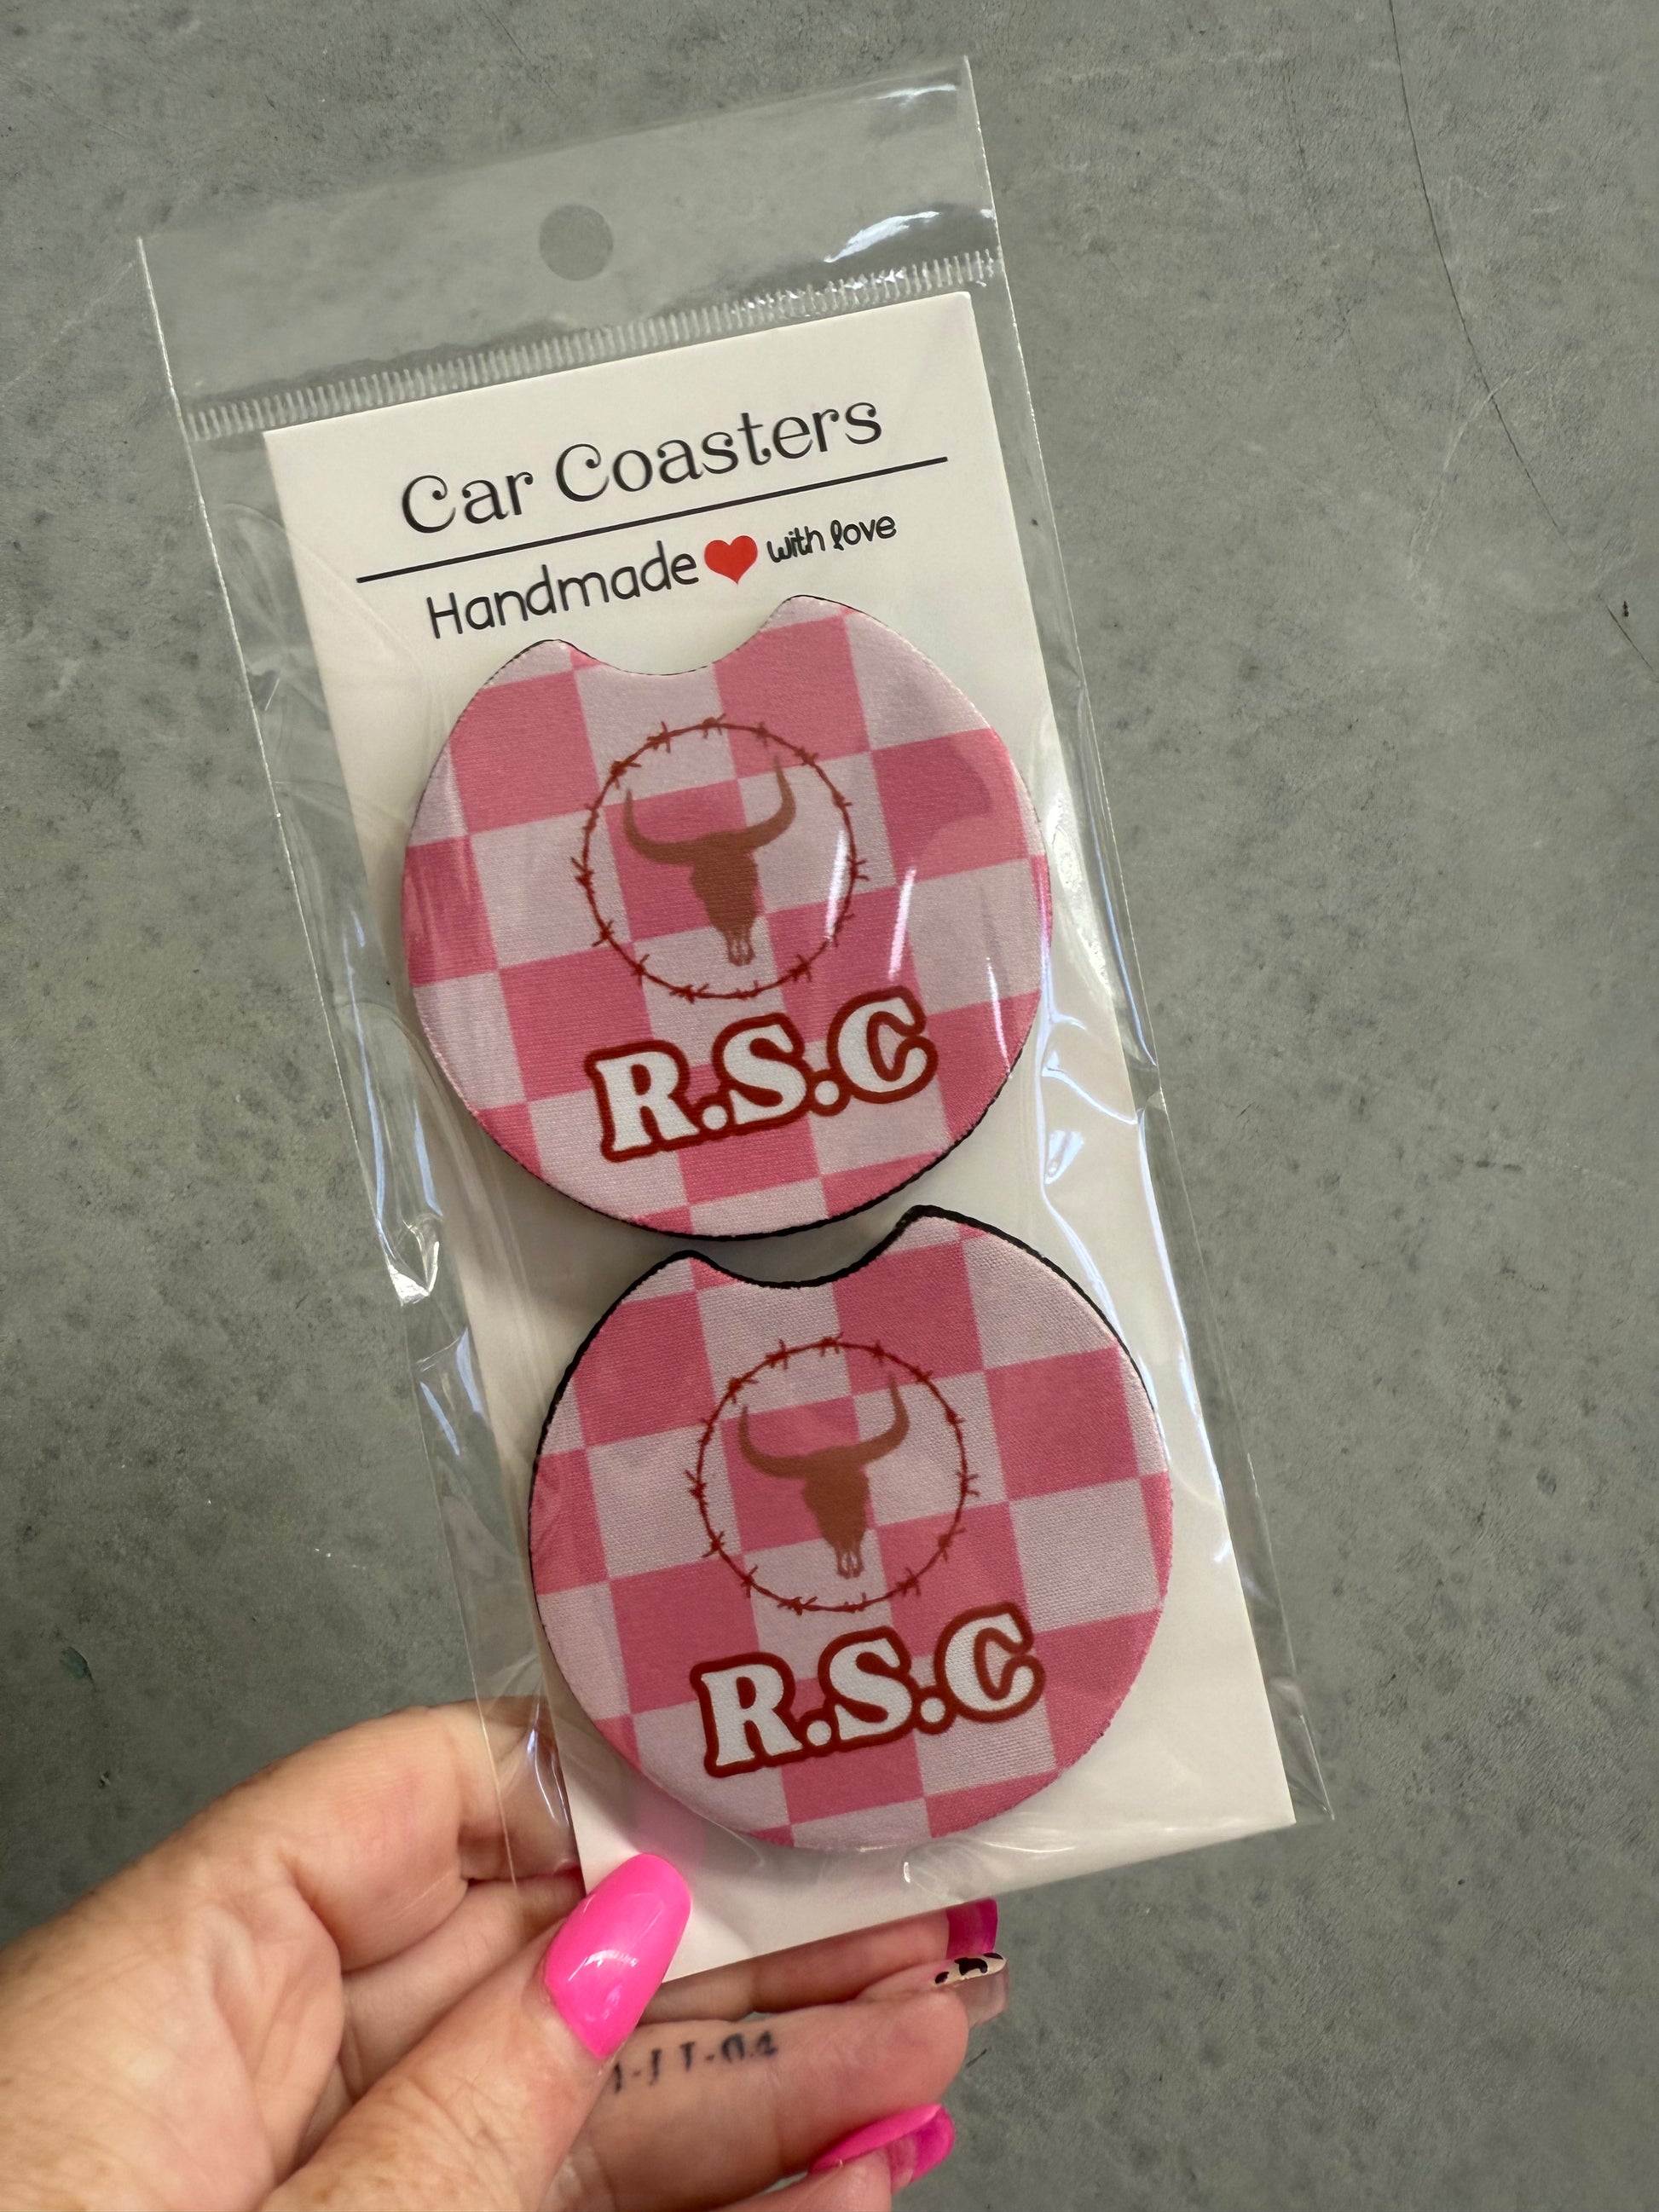 Car Coasters
Handmade with love
R.S.C
R.S.C